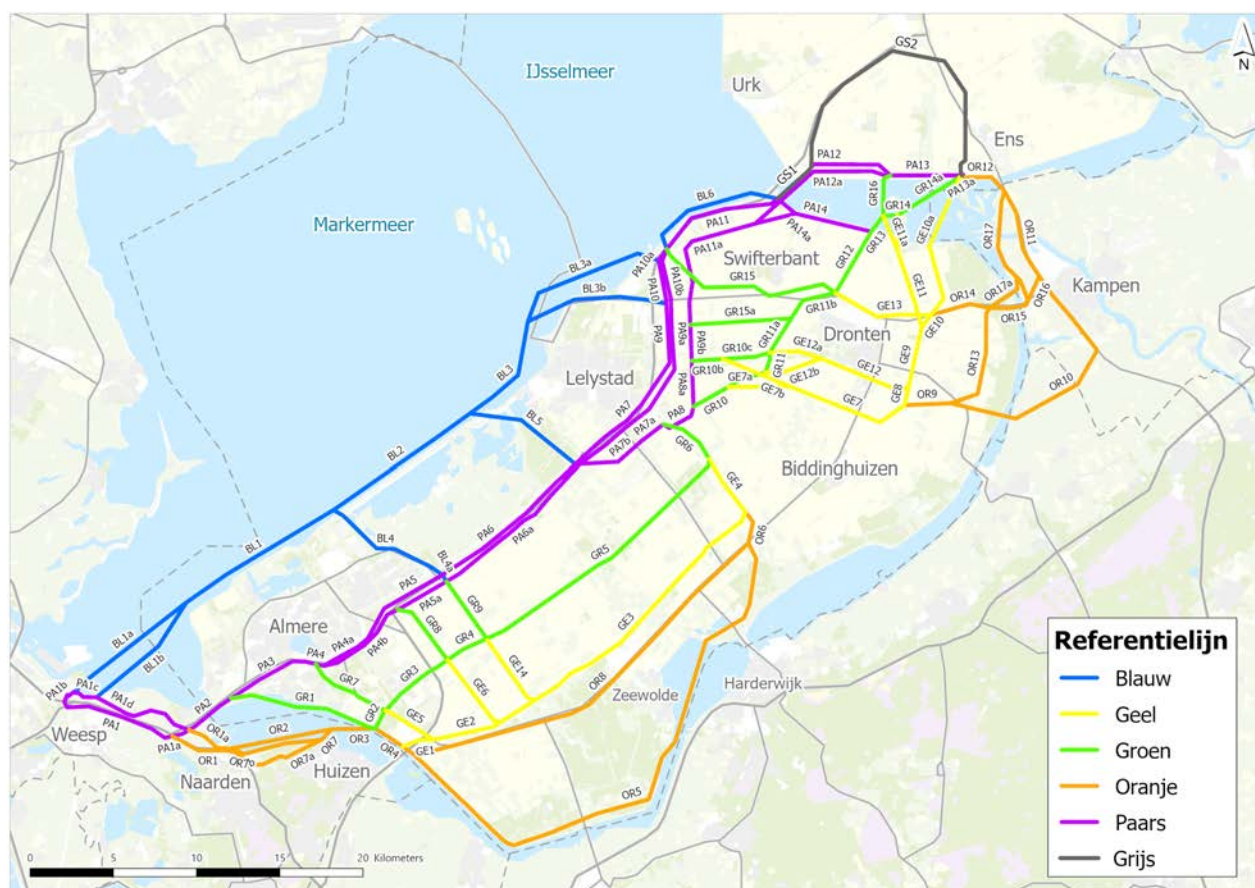 GS2
IJsselmeer
Urk
N
Ens
PA12
PA13
OR12
GS1
PA12a
GR16
GR14a
PA13a
BL6
GR14
PA11
PA14
PA14a
GE11a
GE10a
OR17
OR11
Markermeer
GR13
PA11a
GR12
Swifterbant
BL3a
PA10a
PA10b
BL3b
PA10
GR15
GE11
OR17a
OR16
Kampen
GR11b
GE13
OR14
OR15
GR15a
PA9
PA9a
PA9b
GR11a
Dronten
GE10
GR10c
GE12a
GE9
OR13
Lelystad
BL3
GR10b
GR11
GE12
GE7a
GE12b
GE7b
PA8a
GE8
OR9
OR10
PA7
GR10
GE7
BL5
PA7a
PA8
PA7b
GR6
BL2
Biddinghuizen
GE4
PA6
PA6a
OR6
BL1
BL4
GR5
BL4a
PA5
PA5a
GR9
BL1a
Almere
PA4a
PA4b
GR8
GR4
GE3
BL1b
PA3
PA4
GR3
GR7
GE14
GE6
OR8
Zeewolde
Harderwijk
PA1b
PA1c
PA1d
PA2
GR1
GR2
GE5
GE2
Weesp
PA1
OR1a
OR2
OR3
PA1a
OR1
OR7b
OR7
OR7a
OR4
GE1
Naarden
Huizen
OR5
Referentielijn
Blauw
Geel
Groen
Oranje
Paars
Grijs
0 5 10 15 20 Kilometers